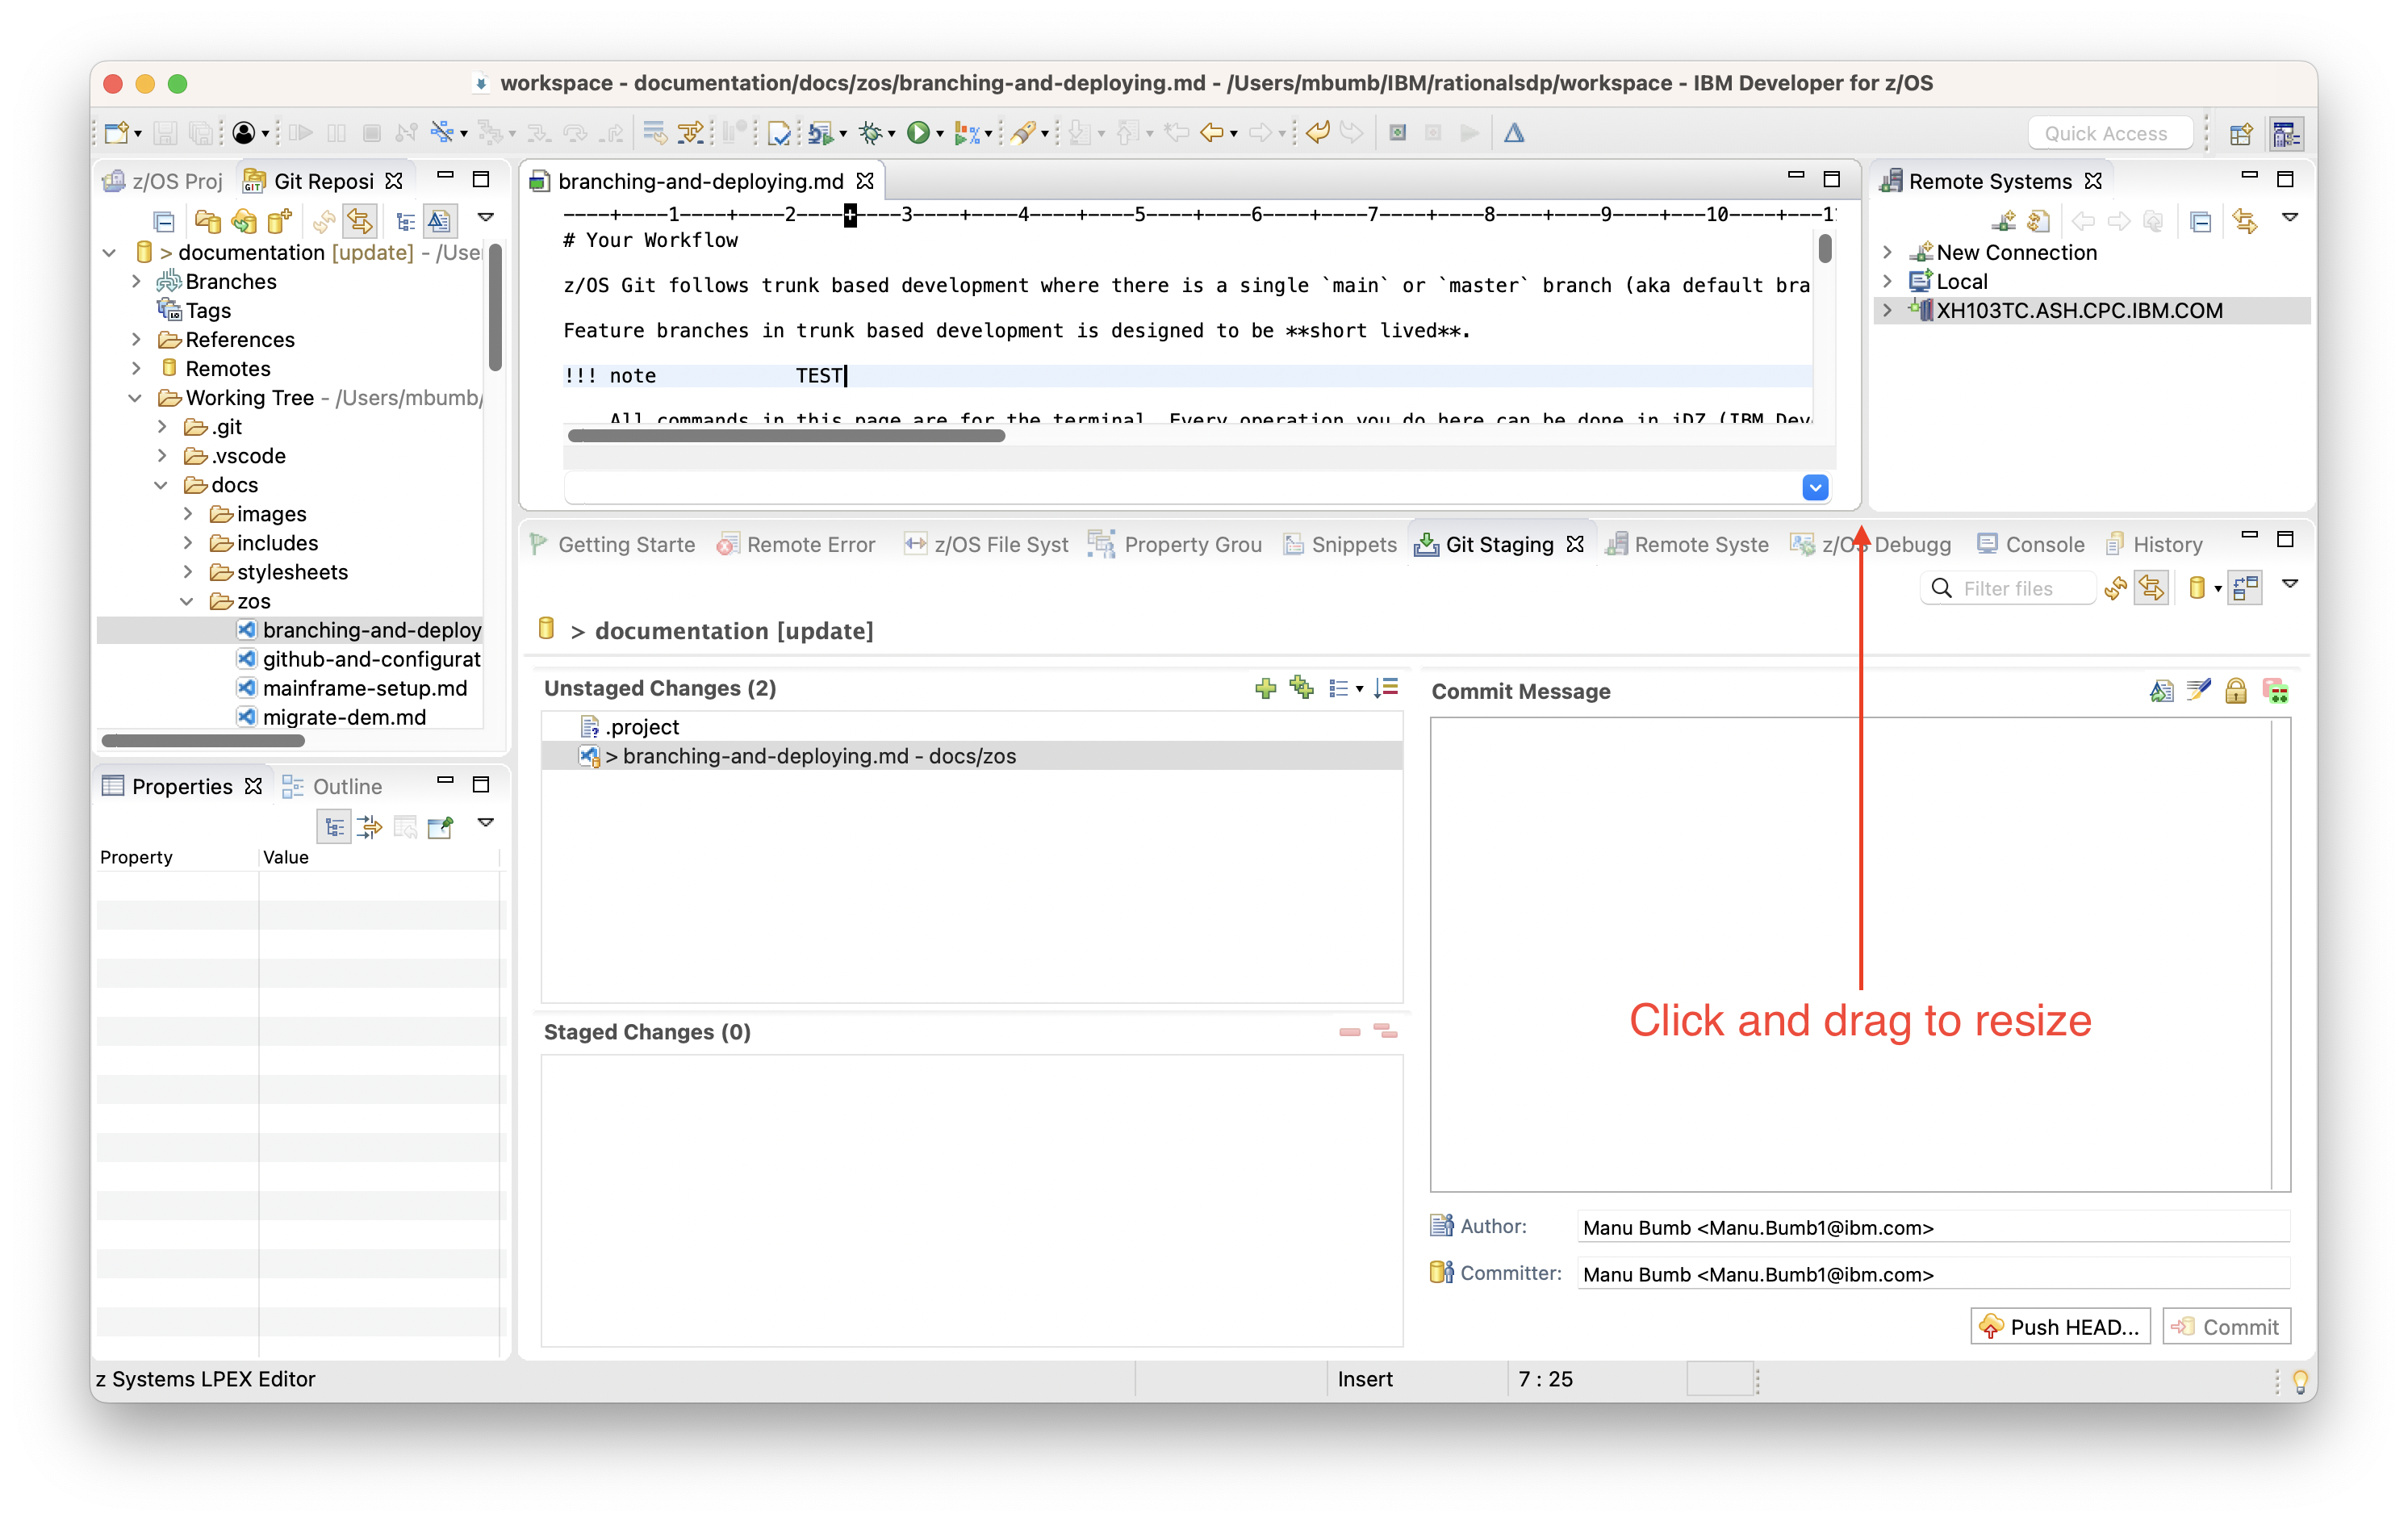 workspace - documentation/docs/zos/branching-and-deploying.md - /Users/mbumb/IBM/rationalsdp/workspace - IBM Developer for z/OS
Quick Access
z/OS Proj
Git Reposi
> documentation [update] - /User
Branches
Tags
References
Remotes
Working Tree - /Users/mbumb/
.git
.vscode
docs
images
includes
stylesheets
zos
branching-and-deploy
github-and-configurat
mainframe-setup.md
migrate-dem.md
branching-and-deploying.md
----+----1----+----2----+----3----+----4----+----5----+----6----+----7----+----8----+----9----+---10----+---1
# Your Workflow
z/OS Git follows trunk based development where there is a single `main` or `master` branch (aka default bra
Feature branches in trunk based development is designed to be **short lived**.
!!! note            TEST
All commands in this page are for the terminal. Every operation you do here can be done in iDZ (IBM Dev
Remote Systems
New Connection
Local
XH103TC.ASH.CPC.IBM.COM
Getting Starte
Remote Error
z/OS File Syst
Property Grou
Snippets
Git Staging
Remote Syste
z/OS Debugg
Console
History
Filter files
> documentation [update]
Unstaged Changes (2)
.project
> branching-and-deploying.md - docs/zos
Staged Changes (0)
Commit Message
Click and drag to resize
Author: Manu Bumb <Manu.Bumb1@ibm.com>
Committer: Manu Bumb <Manu.Bumb1@ibm.com>
Push HEAD...
Commit
Properties
Outline
Property
Value
z Systems LPEX Editor
Insert
7 : 25